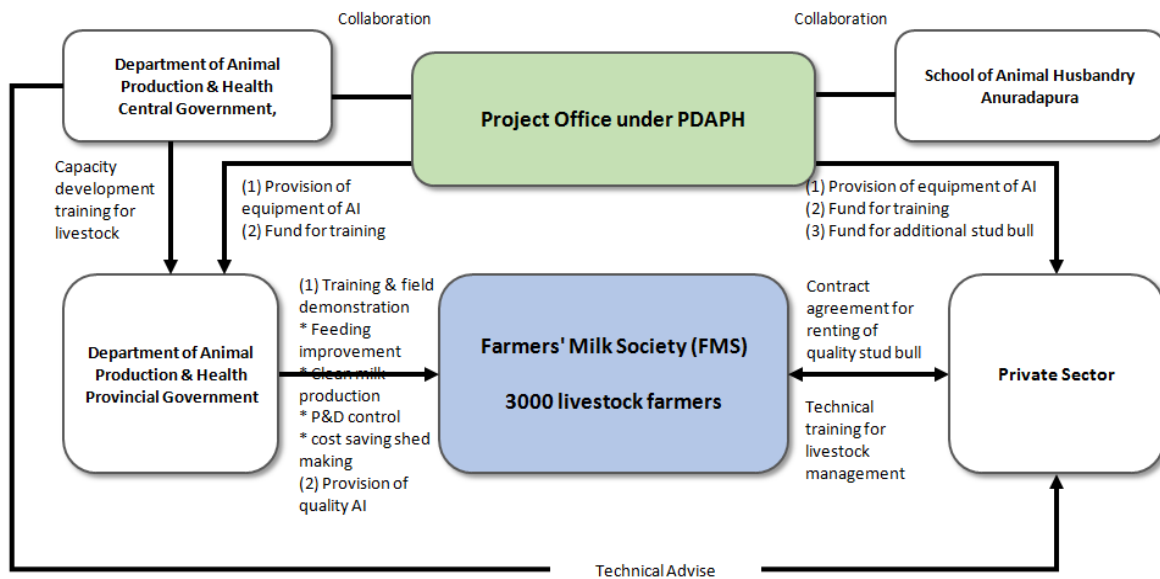 Collaboration
Collaboration
Department of Animal
Production & Health
Central Government,
Project Office under PDAPH
School of Animal Husbandry
Anuradapura
Capacity
development
training for
livestock
(1) Provision of
equipment of AI
(2) Fund for training
(1) Provision of equipment of AI
(2) Fund for training
(3) Fund for additional stud bull
Department of Animal
Production & Health
Provincial Government
(1) Training & field
demonstration
* Feeding
improvement
* Clean milk
production
* P&D control
* cost saving shed
making
(2) Provision of
quality AI
Farmers' Milk Society (FMS)
3000 livestock farmers
Contract
agreement for
renting of
quality stud bull
Technical
training for
livestock
management
Private Sector
Technical Advise